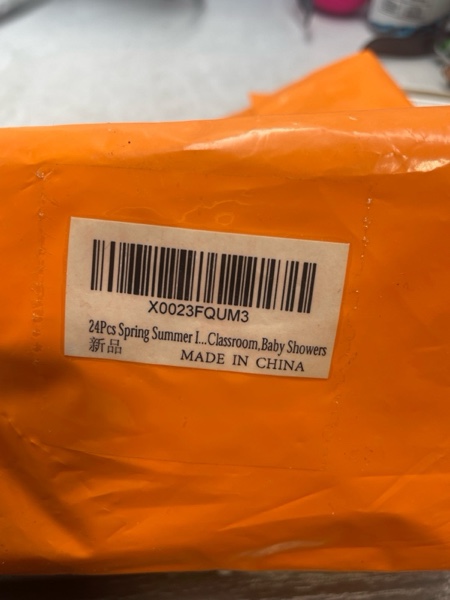 X0023FQUM3
24Pcs Spring Summer I...Classroom,Baby Showers
新品
MADE IN CHINA